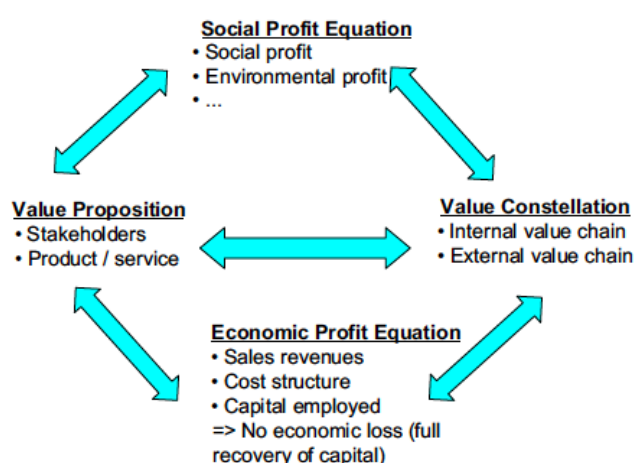 Social Profit Equation
• Social profit
• Environmental profit
• ...
Value Proposition
• Stakeholders
• Product / service
Value Constellation
• Internal value chain
• External value chain
Economic Profit Equation
• Sales revenues
• Cost structure
• Capital employed
=> No economic loss (full
recovery of capital)